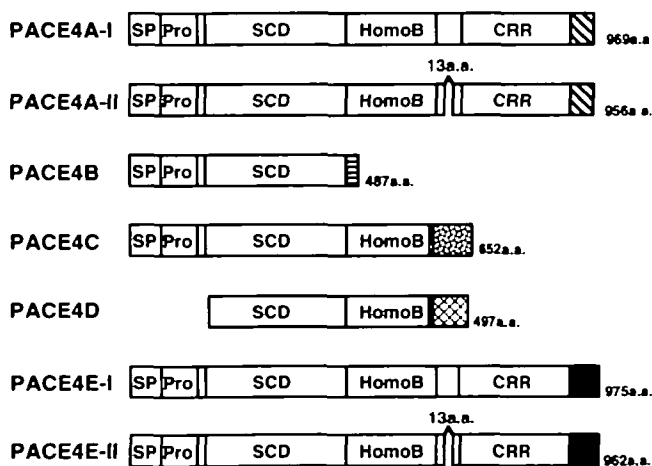 PACE4A-I SP Pro SCD HomoB CRR 969a.a
13a.a.
PACE4A-II SP Pro SCD HomoB CRR 956a.a.
PACE4B SP Pro SCD 487a.a.
PACE4C SP Pro SCD HomoB 652a.a.
PACE4D SCD HomoB 497a.a.
PACE4E-I SP Pro SCD HomoB CRR 975a.a
13a.a.
PACE4E-II SP Pro SCD HomoB CRR 962a.a.